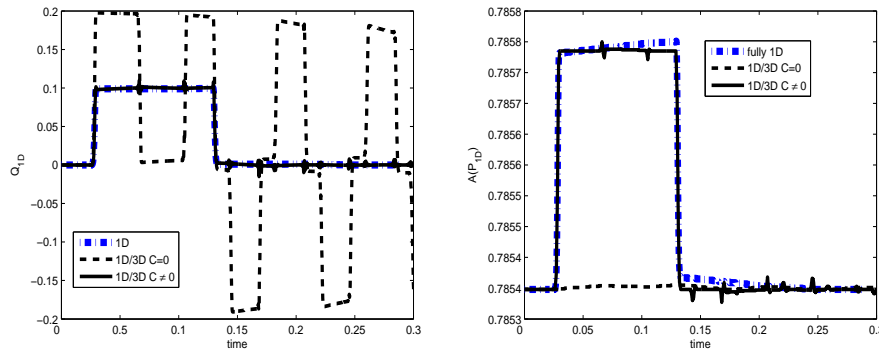 0.2
0.15
0.1
0.05
0
−0.05
−0.1
−0.15
−0.2
Q1D
0 0.05 0.1 0.15 0.2 0.25 0.3
time
1D
1D/3D C=0
1D/3D C ≠ 0
0.7858
0.7858
0.7857
0.7857
0.7856
0.7856
0.7855
0.7855
0.7854
0.7854
0.7853
A(P1D)
0 0.05 0.1 0.15 0.2 0.25 0.3
time
fully 1D
1D/3D C=0
1D/3D C ≠ 0